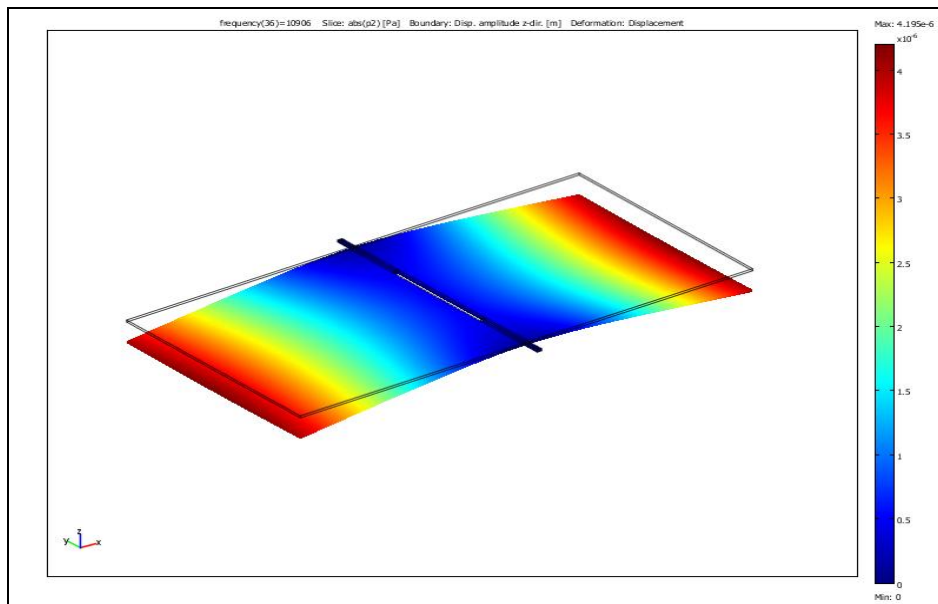 frequency(36)=10906 Slice: abs(p2) [Pa] Boundary: Disp. amplitude z-dir. [m] Deformation: Displacement
Max: 4.195e-6
x10⁻⁶
4
3.5
3
2.5
2
1.5
1
0.5
0
Min: 0
z
y x